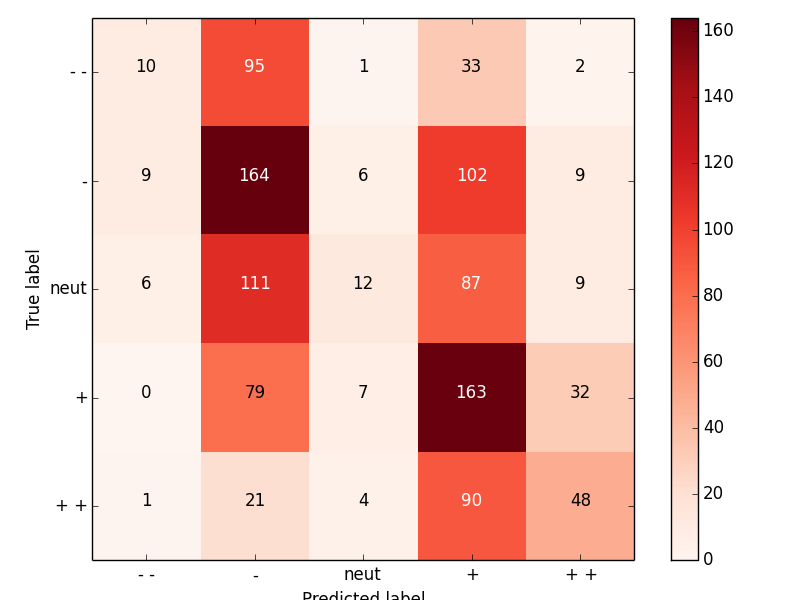 - - 10 95 1 33 2
- 9 164 6 102 9
neut 6 111 12 87 9
+ 0 79 7 163 32
+ + 1 21 4 90 48
- - - neut + + +
True label
Predicted label
160
140
120
100
80
60
40
20
0